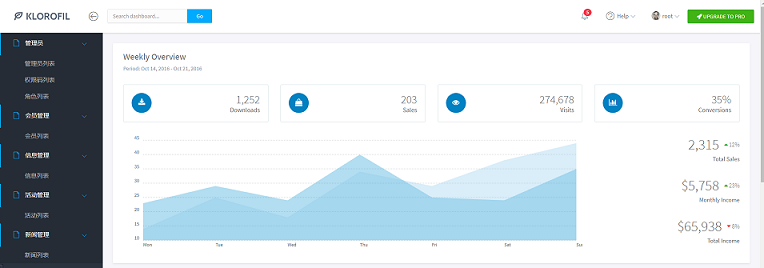 KLOROFIL
Search dashboard...
Go
5
Help
root
UPGRADE TO PRO
管理员
管理员列表
权限码列表
角色列表
会员管理
会员列表
信息管理
信息列表
活动管理
活动列表
新闻管理
新闻列表
Weekly Overview
Period: Oct 14, 2016 - Oct 21, 2016
1,252
Downloads
203
Sales
274,678
Visits
35%
Conversions
45
40
35
30
25
20
15
10
Mon
Tue
Wed
Thu
Fri
Sat
Sun
2,315 12%
Total Sales
$5,758 23%
Monthly Income
$65,938 8%
Total Income